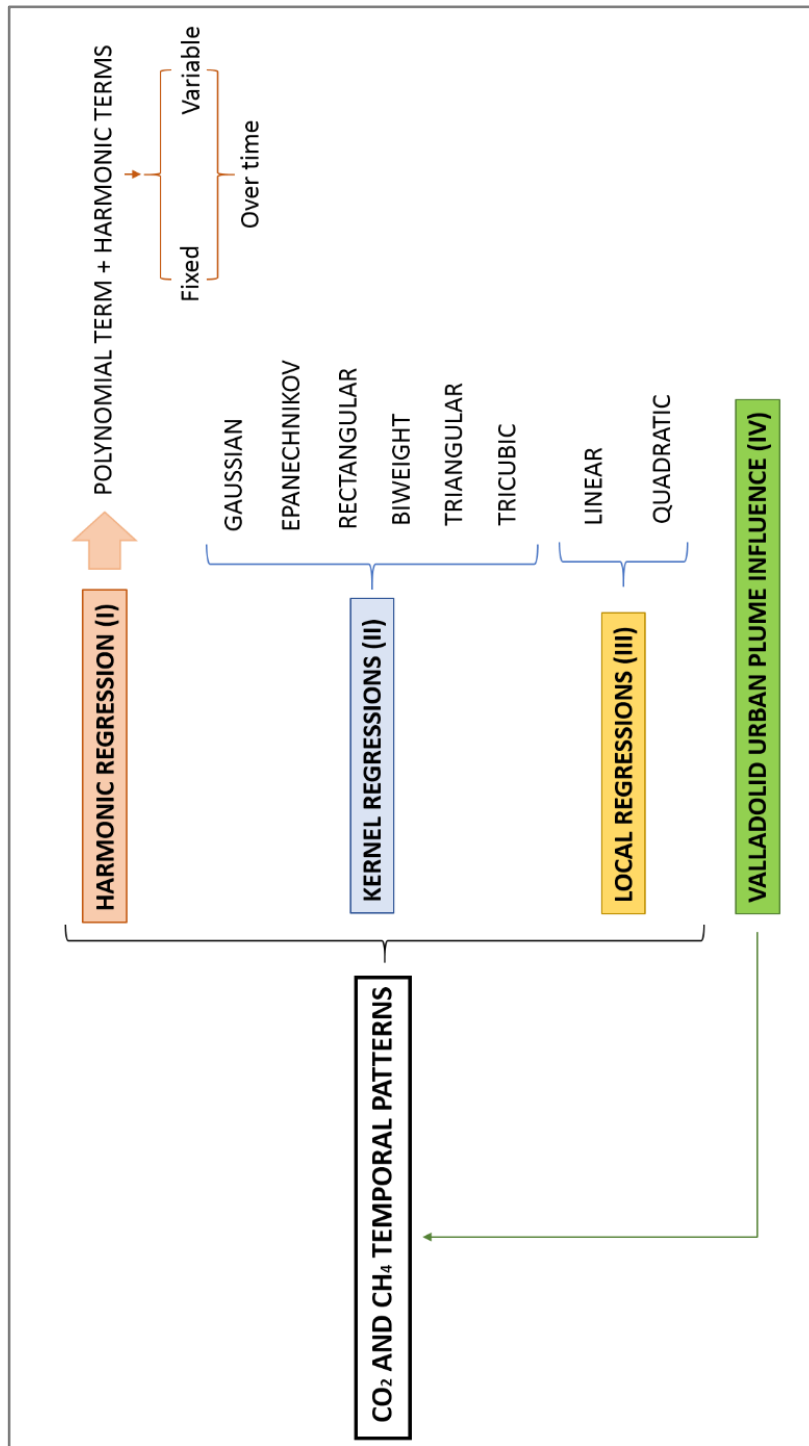 CO₂ AND CH₄ TEMPORAL PATTERNS
HARMONIC REGRESSION (I)
POLYNOMIAL TERM + HARMONIC TERMS
Fixed
Variable
Over time
KERNEL REGRESSIONS (II)
GAUSSIAN
EPANECHNIKOV
RECTANGULAR
BIWEIGHT
TRIANGULAR
TRICUBIC
LOCAL REGRESSIONS (III)
LINEAR
QUADRATIC
VALLADOLID URBAN PLUME INFLUENCE (IV)